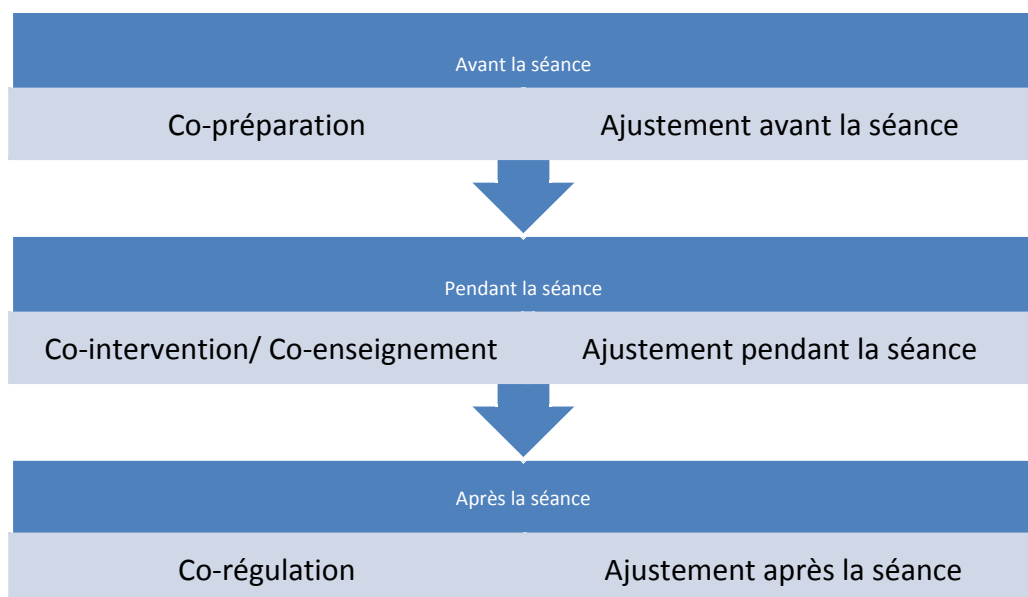 Avant la séance
Co-préparation Ajustement avant la séance
Pendant la séance
Co-intervention/ Co-enseignement Ajustement pendant la séance
Après la séance
Co-régulation Ajustement après la séance